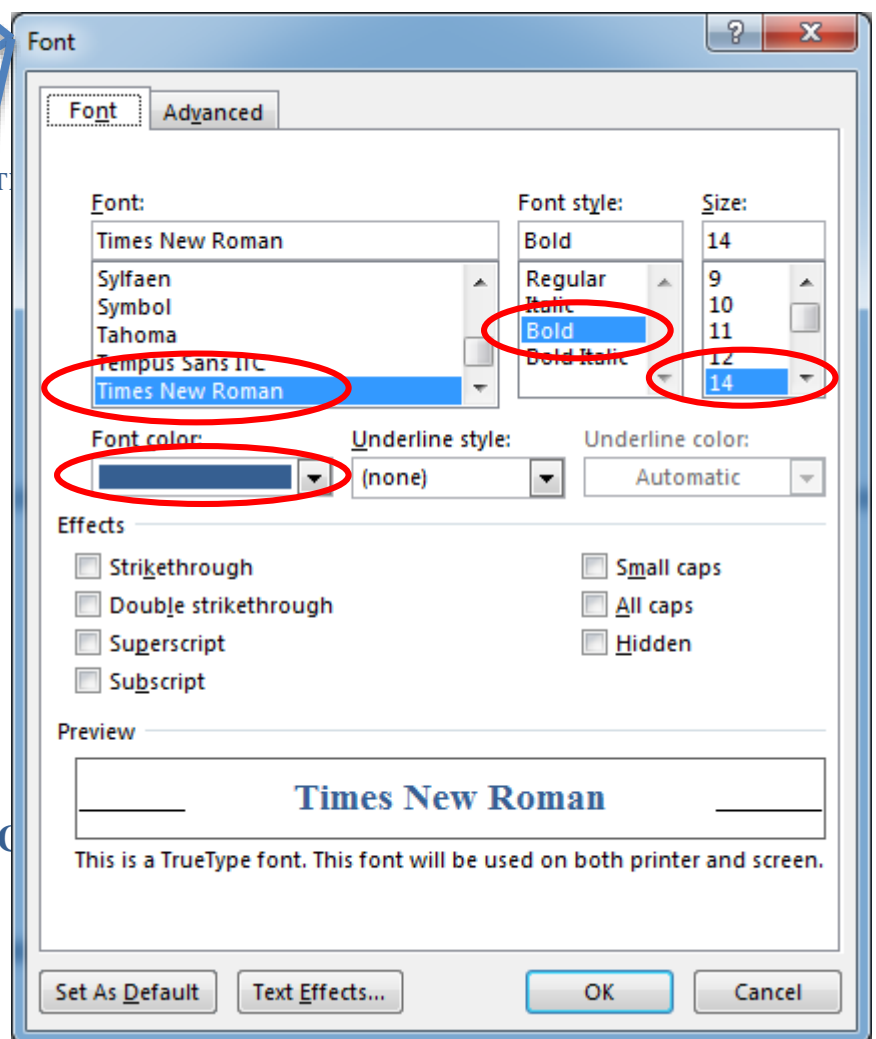 Font
?
x
Font Advanced
Font: Font style: Size:
Times New Roman Bold 14
Sylfaen Regular 9
Symbol Italic 10
Tahoma Bold 11
Tempus Sans ITC Bold Italic 12
Times New Roman 14
Font color: Underline style: Underline color:
(none) Automatic
Effects
Strikethrough Small caps
Double strikethrough All caps
Superscript Hidden
Subscript
Preview
Times New Roman
This is a TrueType font. This font will be used on both printer and screen.
Set As Default Text Effects... OK Cancel